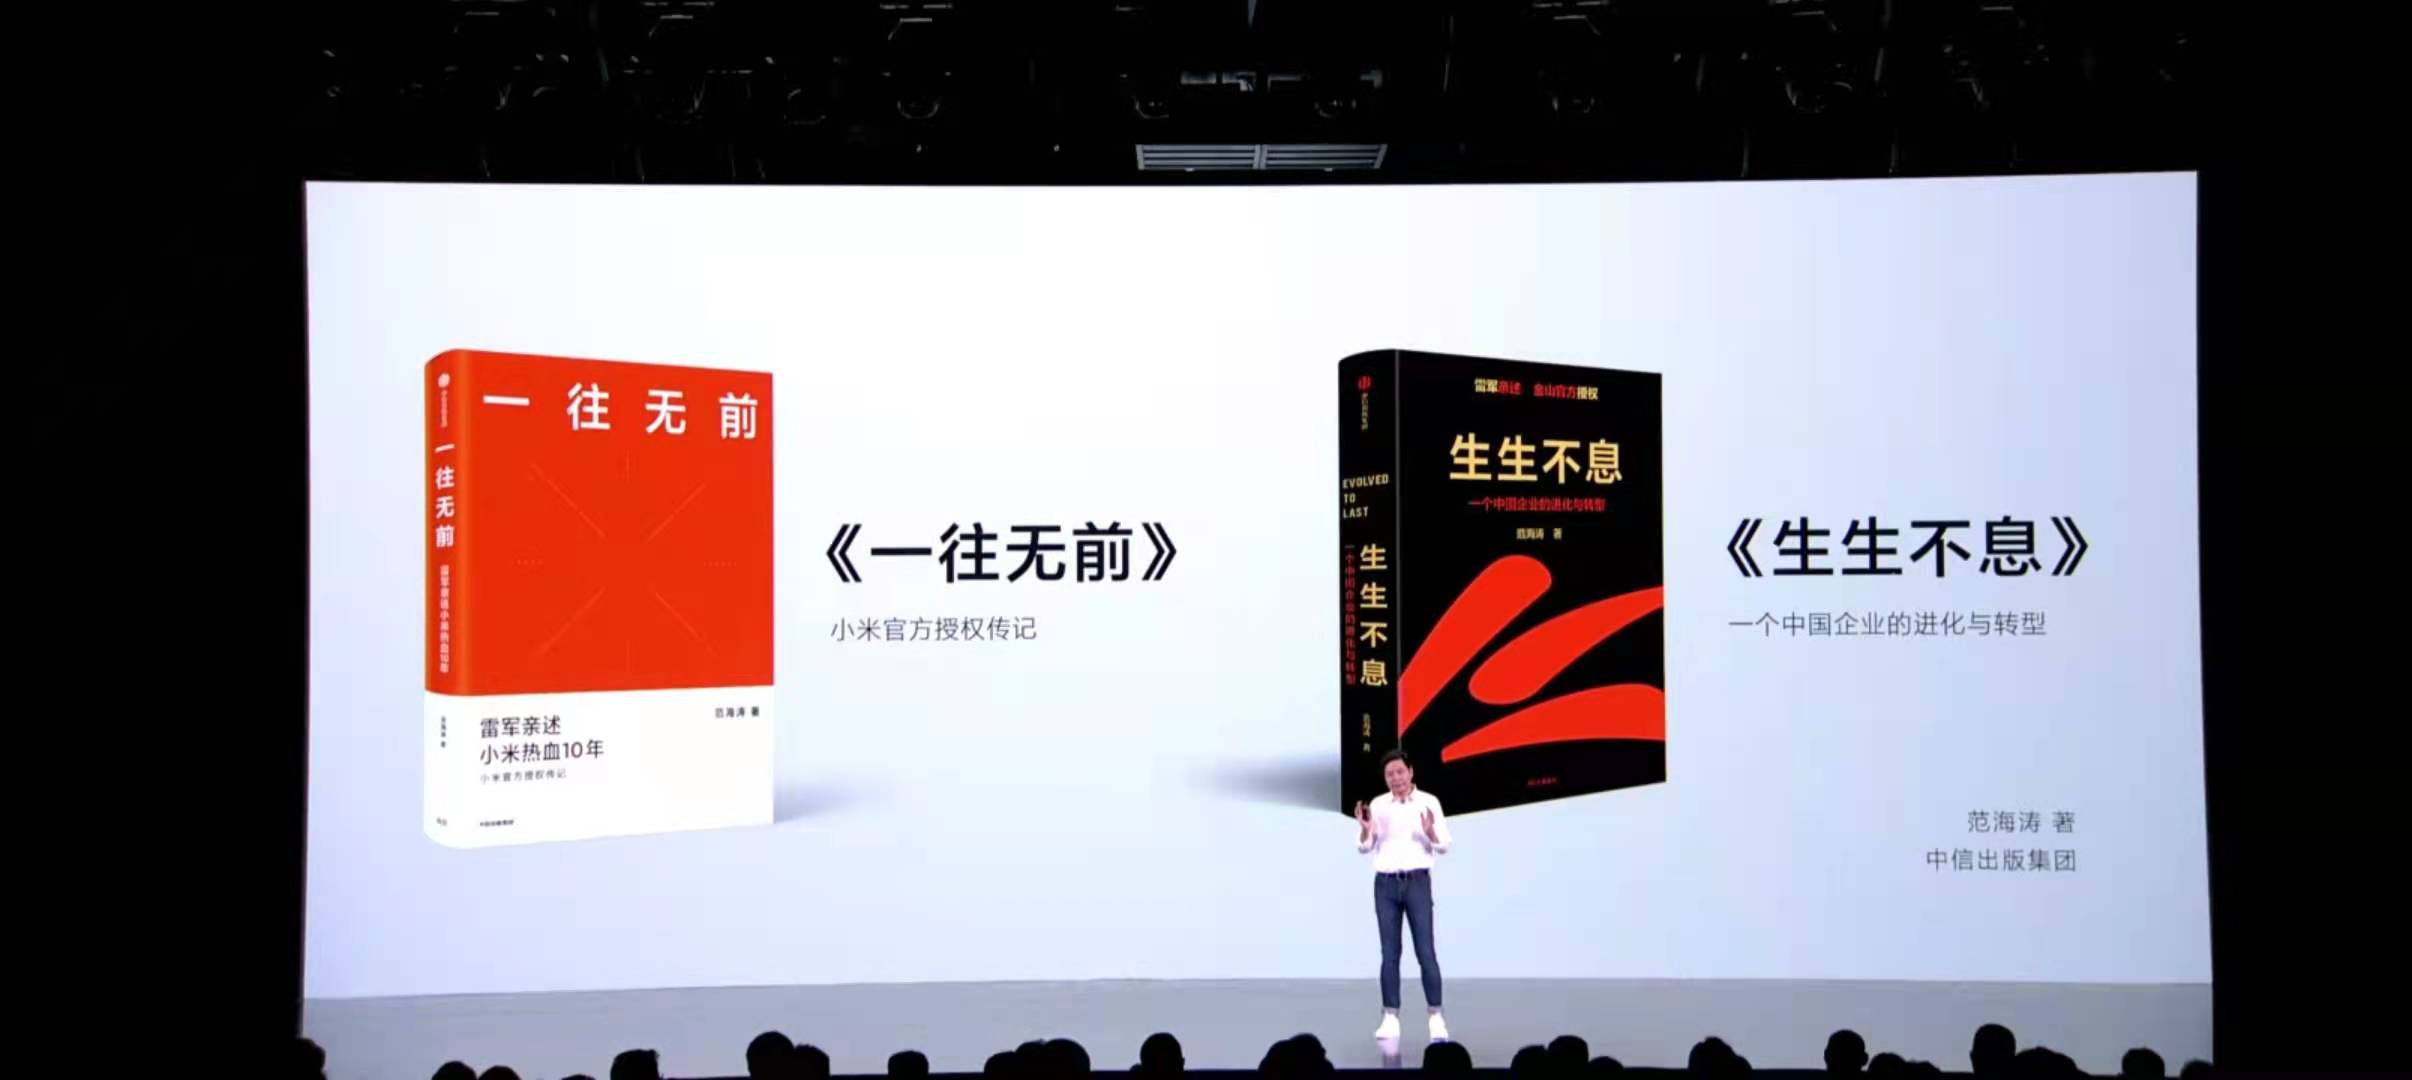 一往无前
一往无前
雷军亲述小米热血10年
雷军亲述
小米热血10年
小米官方授权传记
范海涛 著
《一往无前》
小米官方授权传记
雷军亲述 金山官方授权
生生不息
一个中国企业的进化与转型
范海涛 著
EVOLVED
TO
LAST
生生不息
一个中国企业的进化与转型
范海涛 著
《生生不息》
一个中国企业的进化与转型
范海涛 著
中信出版集团